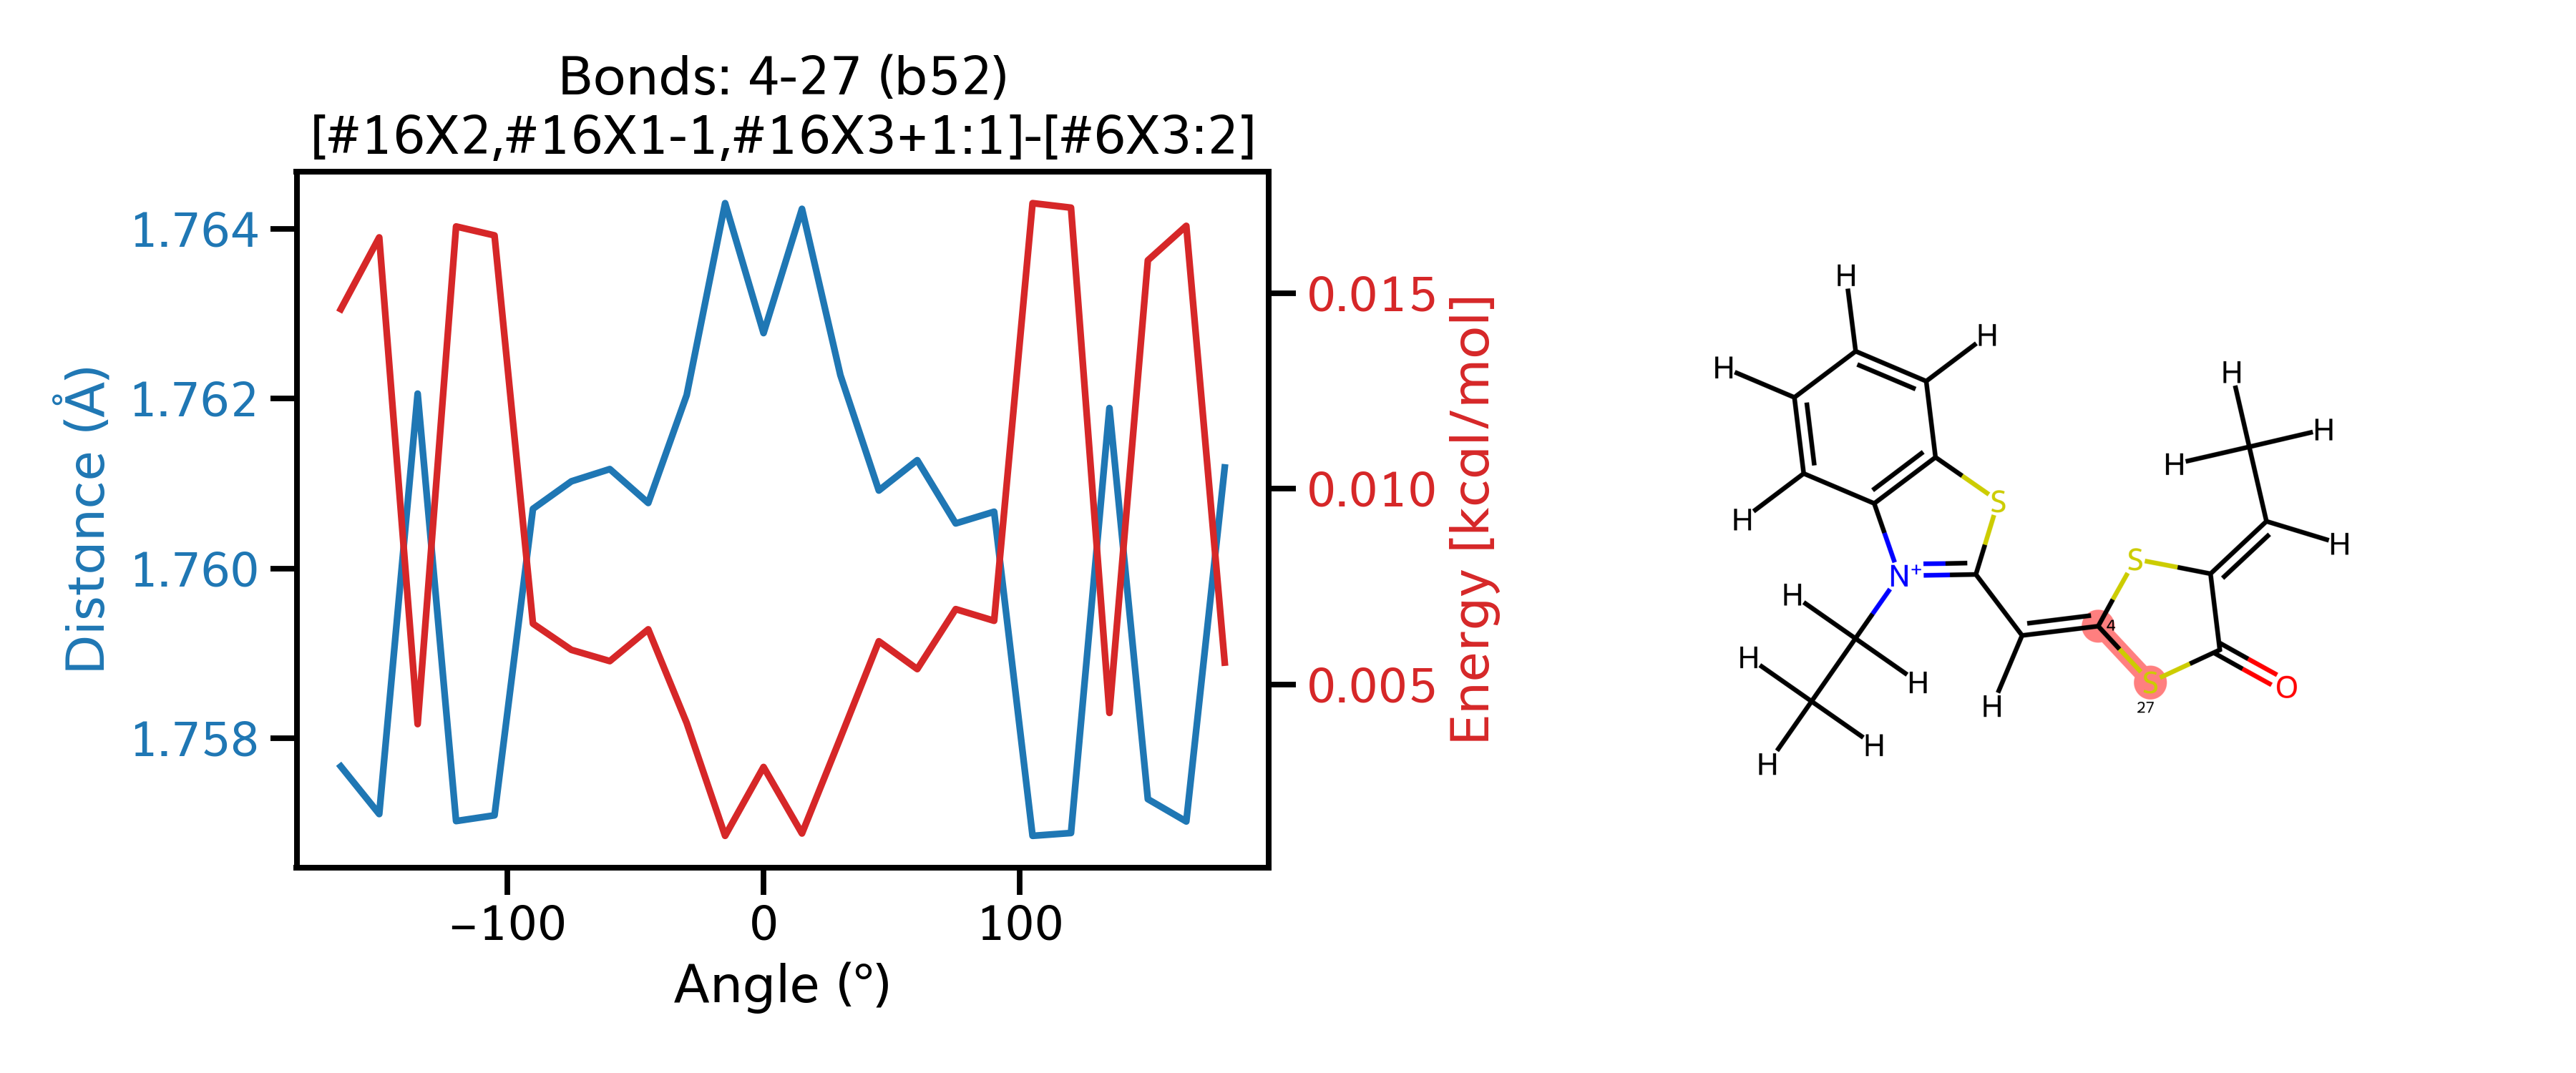 Bonds: 4-27 (b52)
[#16X2,#16X1-1,#16X3+1:1]-[#6X3:2]
1.764
1.762
1.760
1.758
Distance (Å)
0.015
0.010
0.005
Energy [kcal/mol]
−100
0
100
Angle (°)
H
H
H
H
H
H
H
S
H
S
N+
H
4
H
H
S
O
27
H
H
H